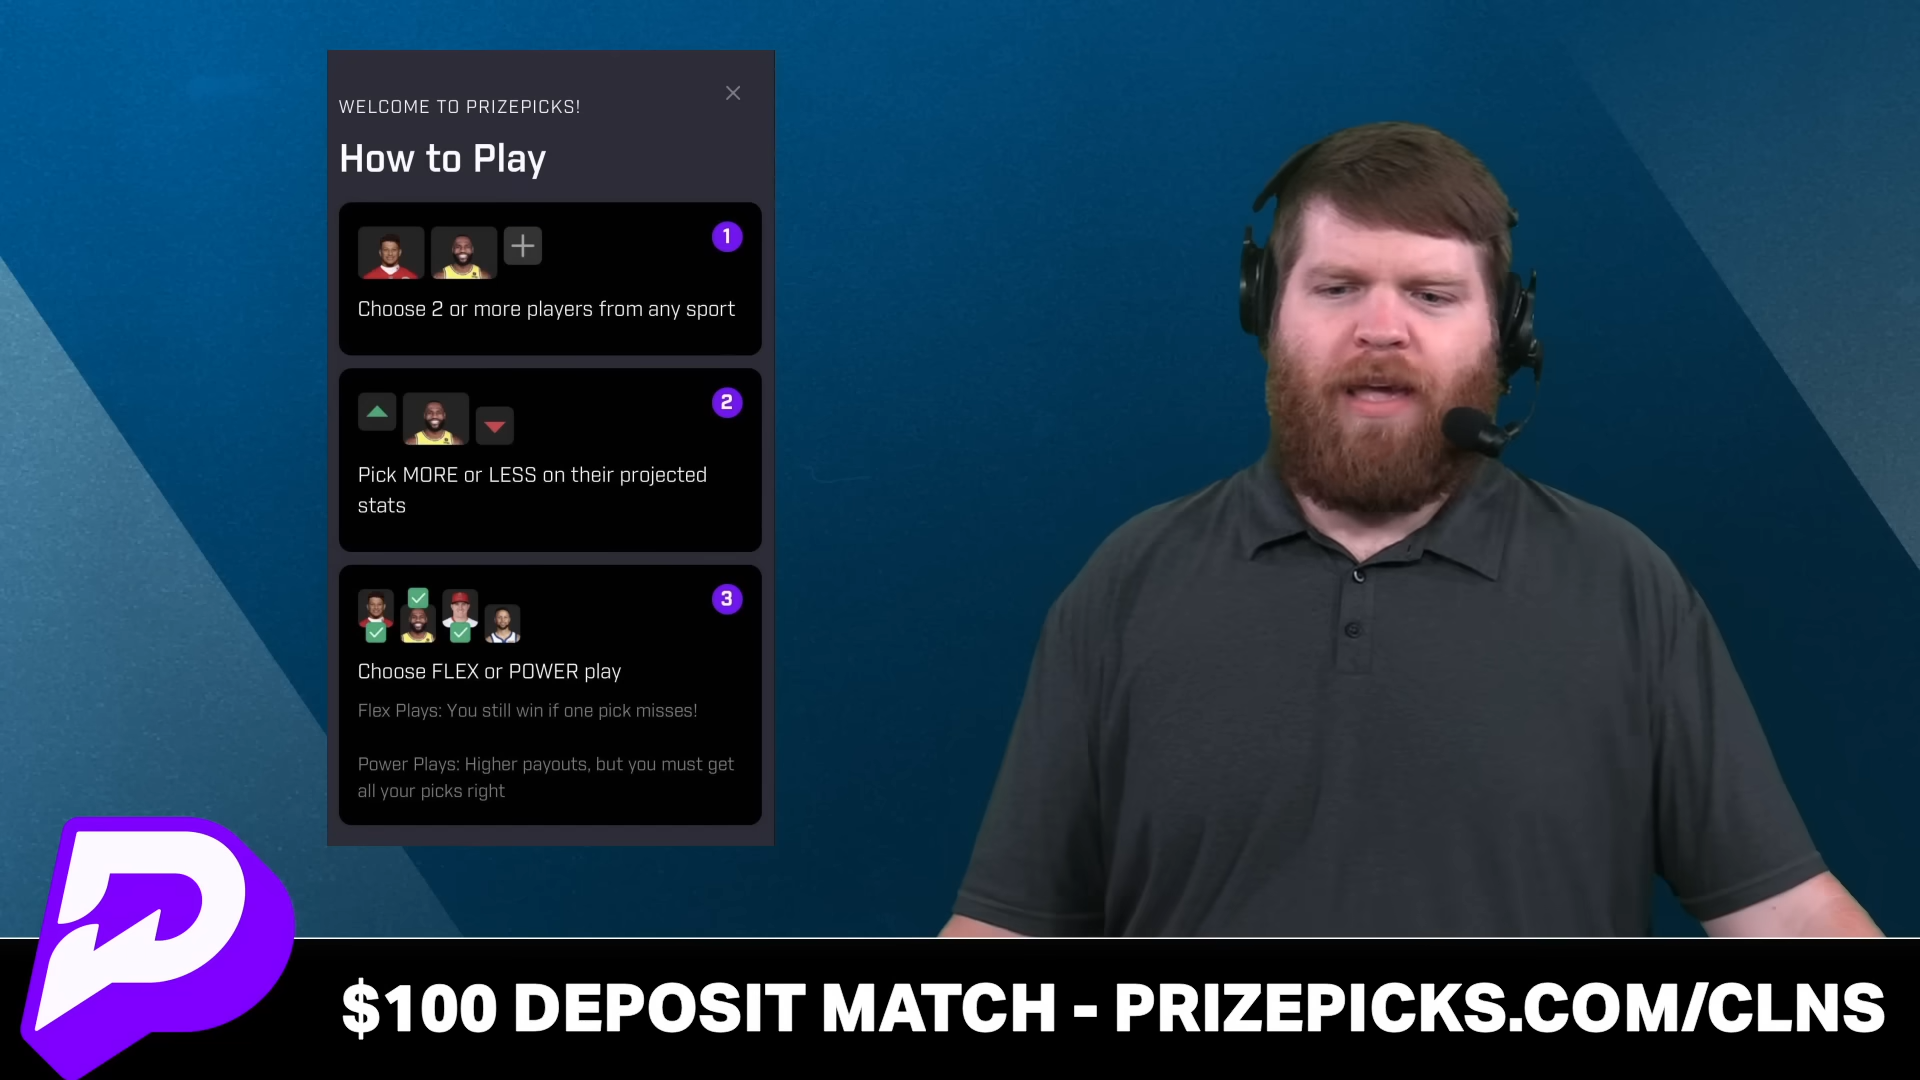 WELCOME TO PRIZEPICKS!
How to Play
1
Choose 2 or more players from any sport
2
Pick MORE or LESS on their projected
stats
3
Choose FLEX or POWER play
Flex Plays: You still win if one pick misses!
Power Plays: Higher payouts, but you must get
all your picks right
$100 DEPOSIT MATCH - PRIZEPICKS.COM/CLNS